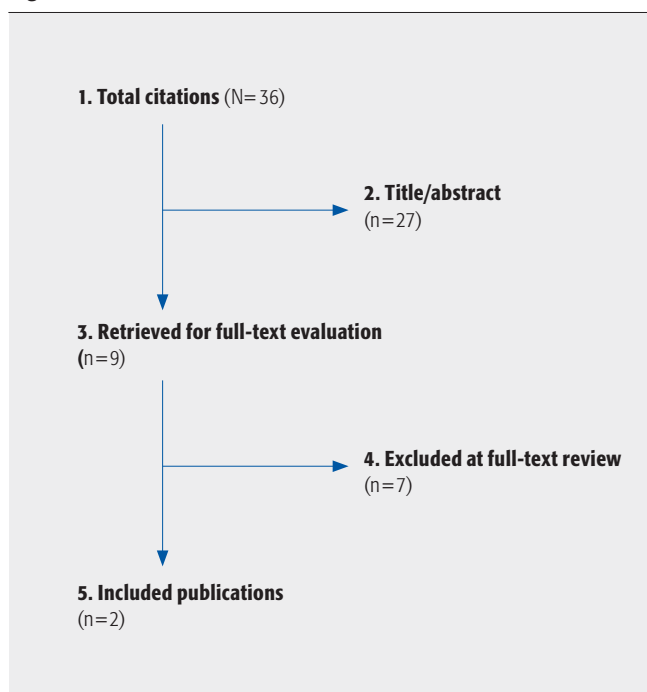 1. Total citations (N=36)
2. Title/abstract
(n=27)
3. Retrieved for full-text evaluation
(n=9)
4. Excluded at full-text review
(n=7)
5. Included publications
(n=2)